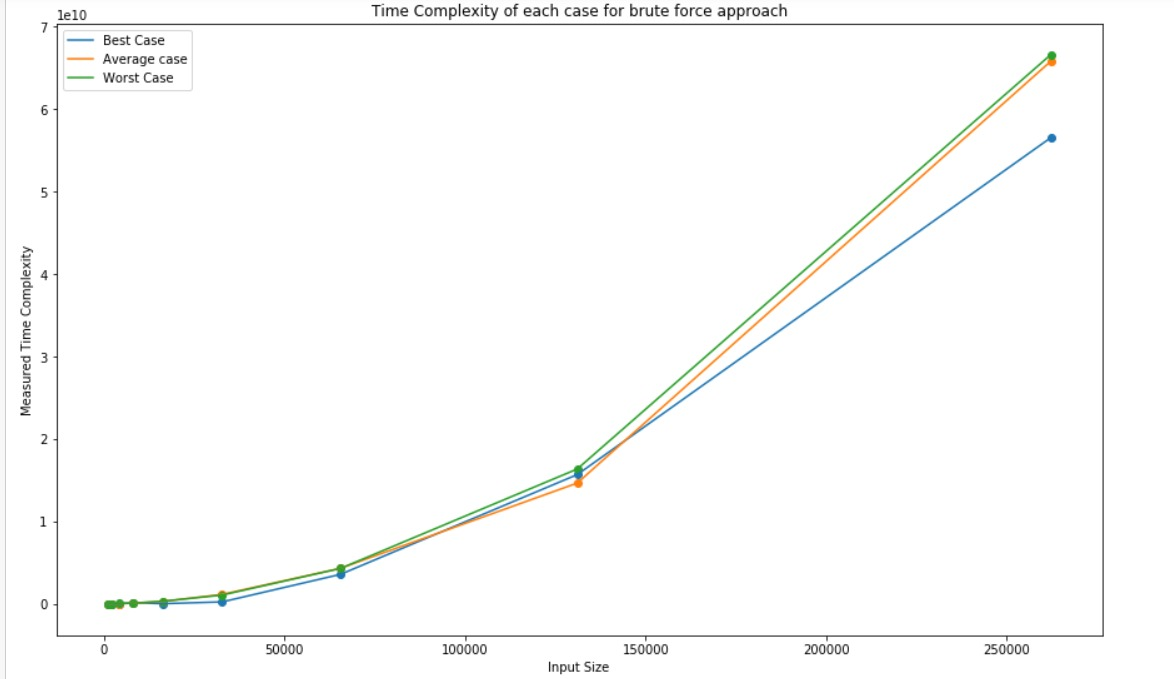 Time Complexity of each case for brute force approach
1e10
Best Case
Average case
Worst Case
7
6
5
4
3
2
1
0
Measured Time Complexity
0 50000 100000 150000 200000 250000
Input Size